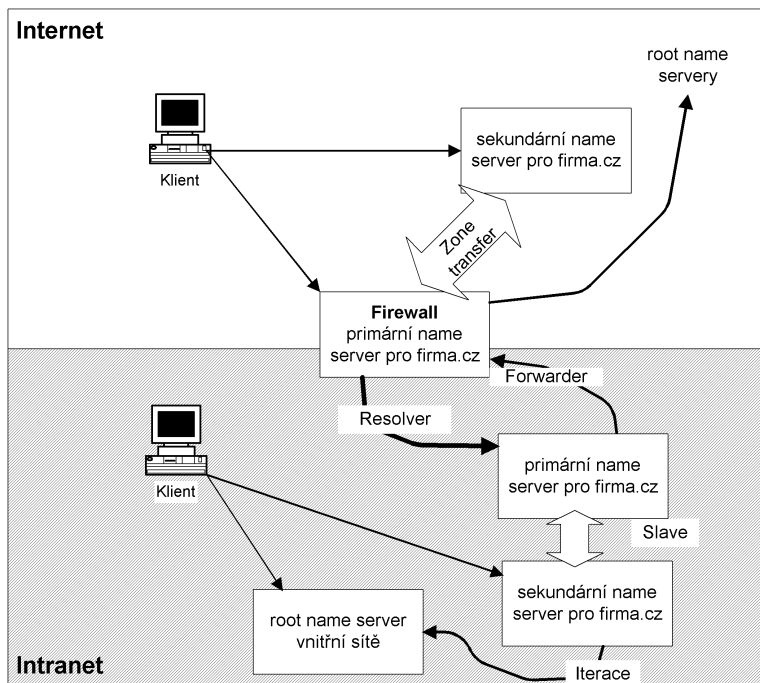 Internet
root name
servery
sekundární name
server pro firma.cz
Klient
Zone
transfer
Firewall
primární name
server pro firma.cz
Forwarder
Resolver
primární name
server pro firma.cz
Klient
Slave
sekundární name
server pro firma.cz
root name server
vnitřní sítě
Intranet
Iterace